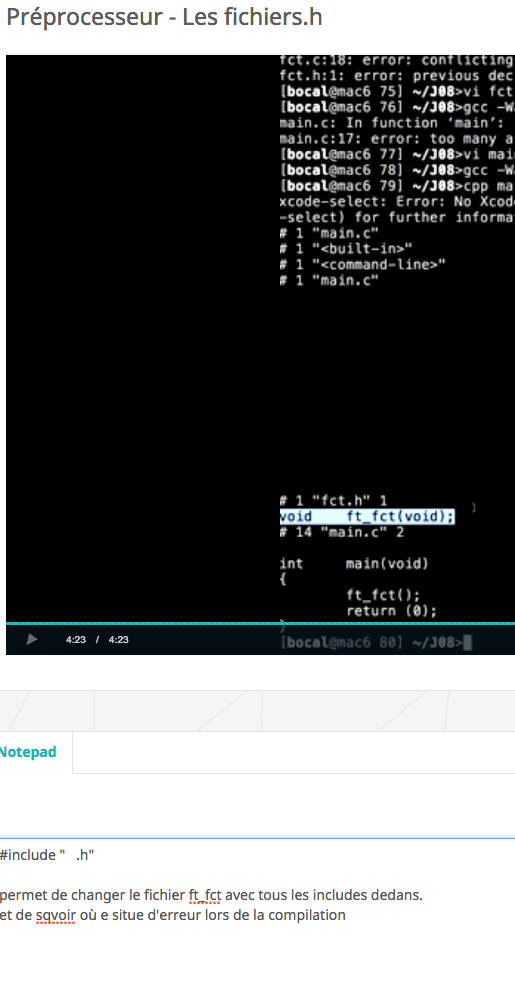 Préprocesseur - Les fichiers.h
fct.c:18: error: conflicting
fct.h:1: error: previous dec
[bocal@mac6 75] ~/J08>vi fct
[bocal@mac6 76] ~/J08>gcc -W
main.c: In function ‘main’:
main.c:17: error: too many a
[bocal@mac6 77] ~/J08>vi mai
[bocal@mac6 78] ~/J08>gcc -W
[bocal@mac6 79] ~/J08>cpp ma
xcode-select: Error: No Xcod
-select) for further informa
# 1 "main.c"
# 1 "<built-in>"
# 1 "<command-line>"
# 1 "main.c"
# 1 "fct.h" 1
void ft_fct(void);
# 14 "main.c" 2
int main(void)
{
ft_fct();
return (0);
}
[bocal@mac6 80] ~/J08>
4:23 / 4:23
Notepad
#include " .h"
permet de changer le fichier ft_fct avec tous les includes dedans.
et de sqvoir où e situe d'erreur lors de la compilation